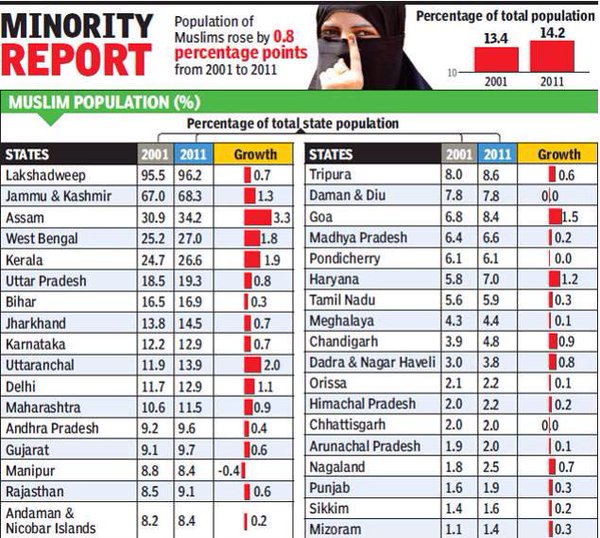 MINORITY
REPORT
Population of
Muslims rose by 0.8
percentage points
from 2001 to 2011
Percentage of total population
13.4
14.2
10
2001 2011
MUSLIM POPULATION (%)
Percentage of total state population
STATES 2001 2011 Growth
Lakshadweep 95.5 96.2 0.7
Jammu & Kashmir 67.0 68.3 1.3
Assam 30.9 34.2 3.3
West Bengal 25.2 27.0 1.8
Kerala 24.7 26.6 1.9
Uttar Pradesh 18.5 19.3 0.8
Bihar 16.5 16.9 0.3
Jharkhand 13.8 14.5 0.7
Karnataka 12.2 12.9 0.7
Uttaranchal 11.9 13.9 2.0
Delhi 11.7 12.9 1.1
Maharashtra 10.6 11.5 0.9
Andhra Pradesh 9.2 9.6 0.4
Gujarat 9.1 9.7 0.6
Manipur 8.8 8.4 -0.4
Rajasthan 8.5 9.1 0.6
Andaman &
Nicobar Islands 8.2 8.4 0.2
STATES 2001 2011 Growth
Tripura 8.0 8.6 0.6
Daman & Diu 7.8 7.8 0.0
Goa 6.8 8.4 1.5
Madhya Pradesh 6.4 6.6 0.2
Pondicherry 6.1 6.1 0.0
Haryana 5.8 7.0 1.2
Tamil Nadu 5.6 5.9 0.3
Meghalaya 4.3 4.4 0.1
Chandigarh 3.9 4.8 0.9
Dadra & Nagar Haveli 3.0 3.8 0.8
Orissa 2.1 2.2 0.1
Himachal Pradesh 2.0 2.2 0.2
Chhattisgarh 2.0 2.0 0.0
Arunachal Pradesh 1.9 2.0 0.1
Nagaland 1.8 2.5 0.7
Punjab 1.6 1.9 0.3
Sikkim 1.4 1.6 0.2
Mizoram 1.1 1.4 0.3